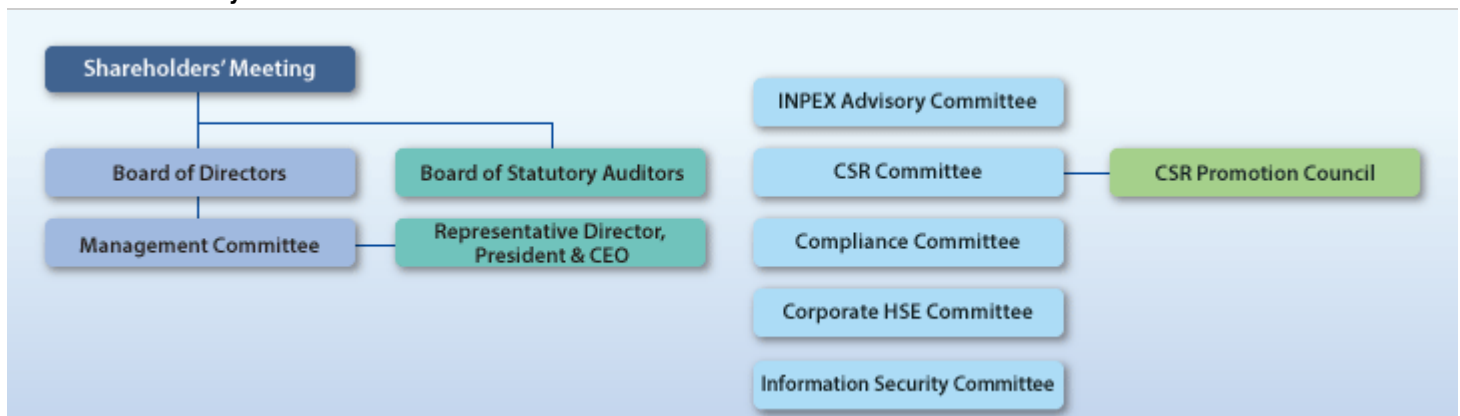 Shareholders' Meeting
INPEX Advisory Committee
Board of Directors
Board of Statutory Auditors
CSR Committee
CSR Promotion Council
Management Committee
Representative Director,
President & CEO
Compliance Committee
Corporate HSE Committee
Information Security Committee